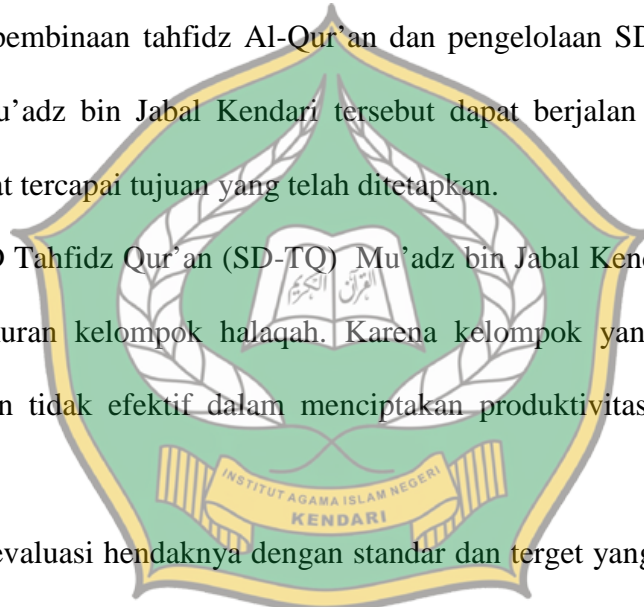 pembinaan tahfidz Al-Qur'an dan pengelolaan SD
u'adz bin Jabal Kendari tersebut dapat berjalan
at tercapai tujuan yang telah ditetapkan.
D Tahfidz Qur'an (SD-TQ) Mu'adz bin Jabal Kend
القرآن الكريم
uran kelompok halaqah. Karena kelompok yan
n tidak efektif dalam menciptakan produktivitas
INSTITUT AGAMA ISLAM NEGERI
KENDARI
evaluasi hendaknya dengan standar dan terget yang